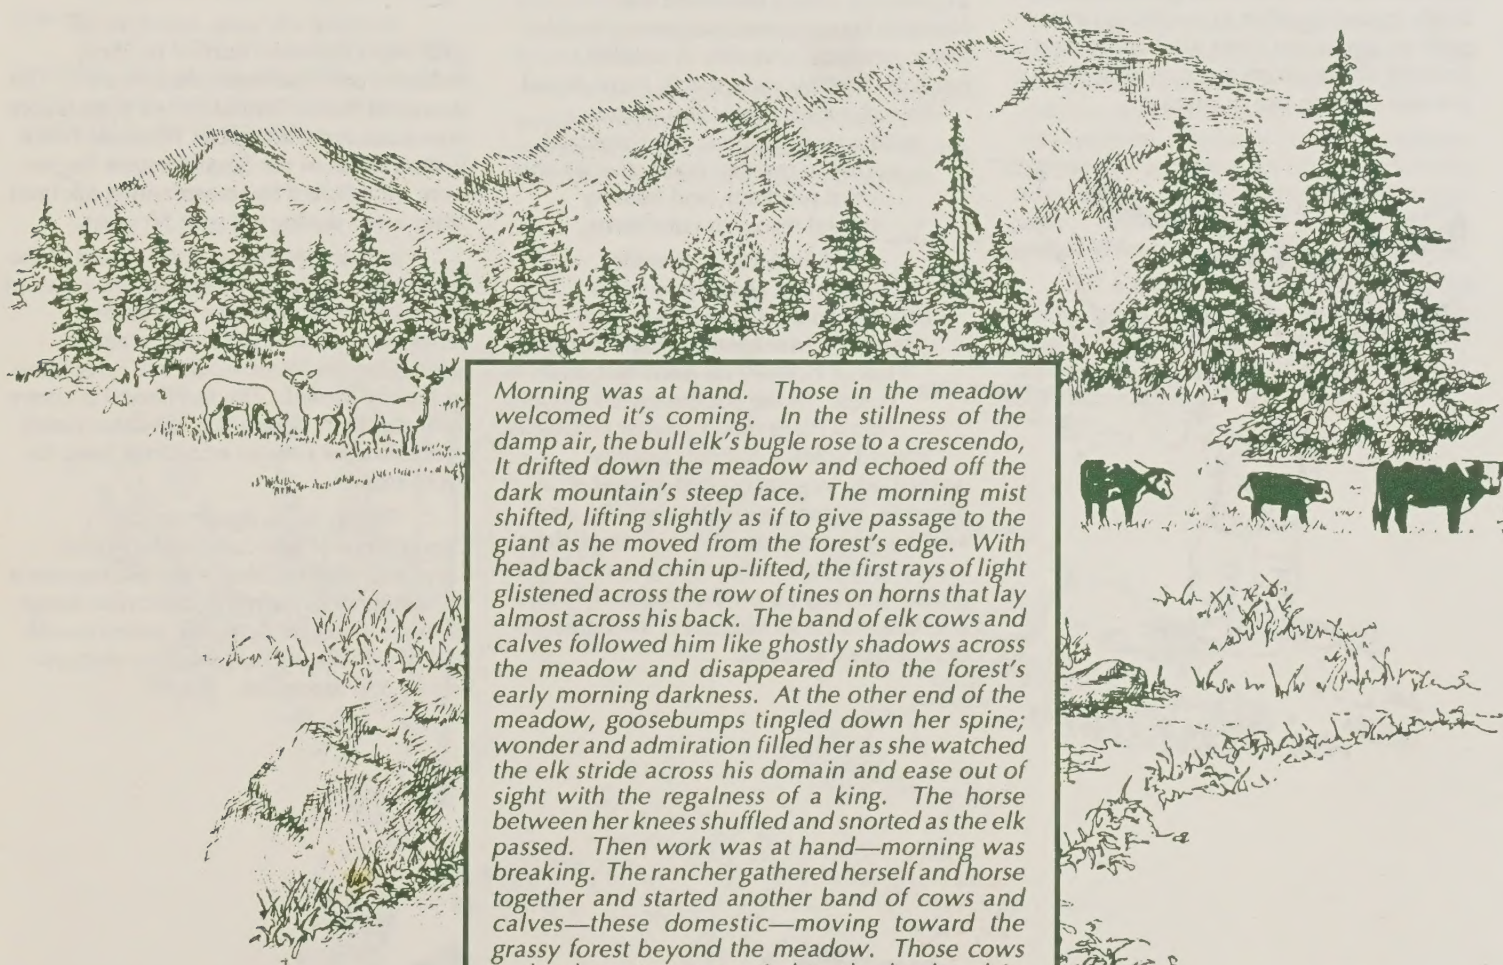 Morning was at hand. Those in the meadow
welcomed it's coming. In the stillness of the
damp air, the bull elk's bugle rose to a crescendo,
It drifted down the meadow and echoed off the
dark mountain's steep face. The morning mist
shifted, lifting slightly as if to give passage to the
giant as he moved from the forest's edge. With
head back and chin up-lifted, the first rays of light
glistened across the row of tines on horns that lay
almost across his back. The band of elk cows and
calves followed him like ghostly shadows across
the meadow and disappeared into the forest's
early morning darkness. At the other end of the
meadow, goosebumps tingled down her spine;
wonder and admiration filled her as she watched
the elk stride across his domain and ease out of
sight with the regalness of a king. The horse
between her knees shuffled and snorted as the elk
passed. Then work was at hand—morning was
breaking. The rancher gathered herself and horse
together and started another band of cows and
calves—these domestic—moving toward the
grassy forest beyond the meadow. Those cows